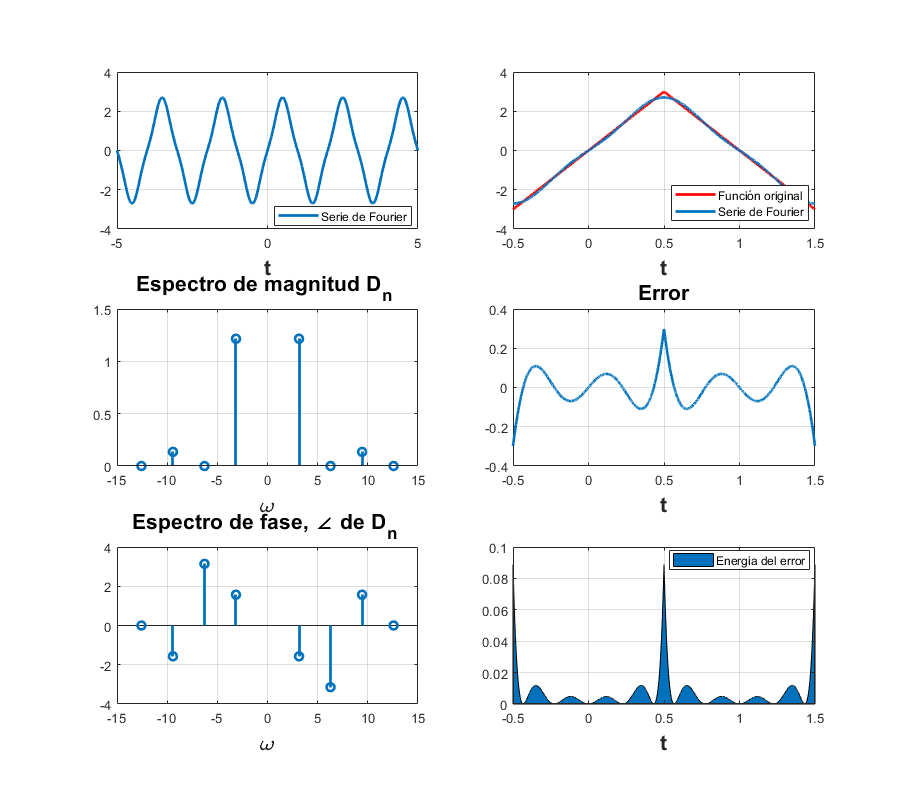 4
2
0
-2
-4
-5 0 5
t
Serie de Fourier
4
2
0
-2
-4
-0.5 0 0.5 1 1.5
t
Función original
Serie de Fourier
Espectro de magnitud Dn
1.5
1
0.5
0
-15 -10 -5 0 5 10 15
ω
Error
0.4
0.2
0
-0.2
-0.4
-0.5 0 0.5 1 1.5
t
Espectro de fase, ∠ de Dn
4
2
0
-2
-4
-15 -10 -5 0 5 10 15
ω
0.1
0.08
0.06
0.04
0.02
0
-0.5 0 0.5 1 1.5
t
Energia del error